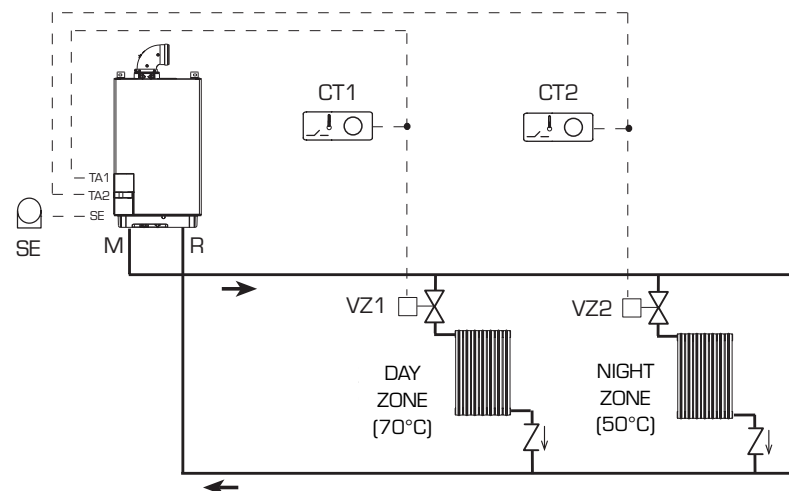 CT1
CT2
TA1
TA2
SE
SE
M
R
VZ1
VZ2
DAY
ZONE
(70°C)
NIGHT
ZONE
(50°C)